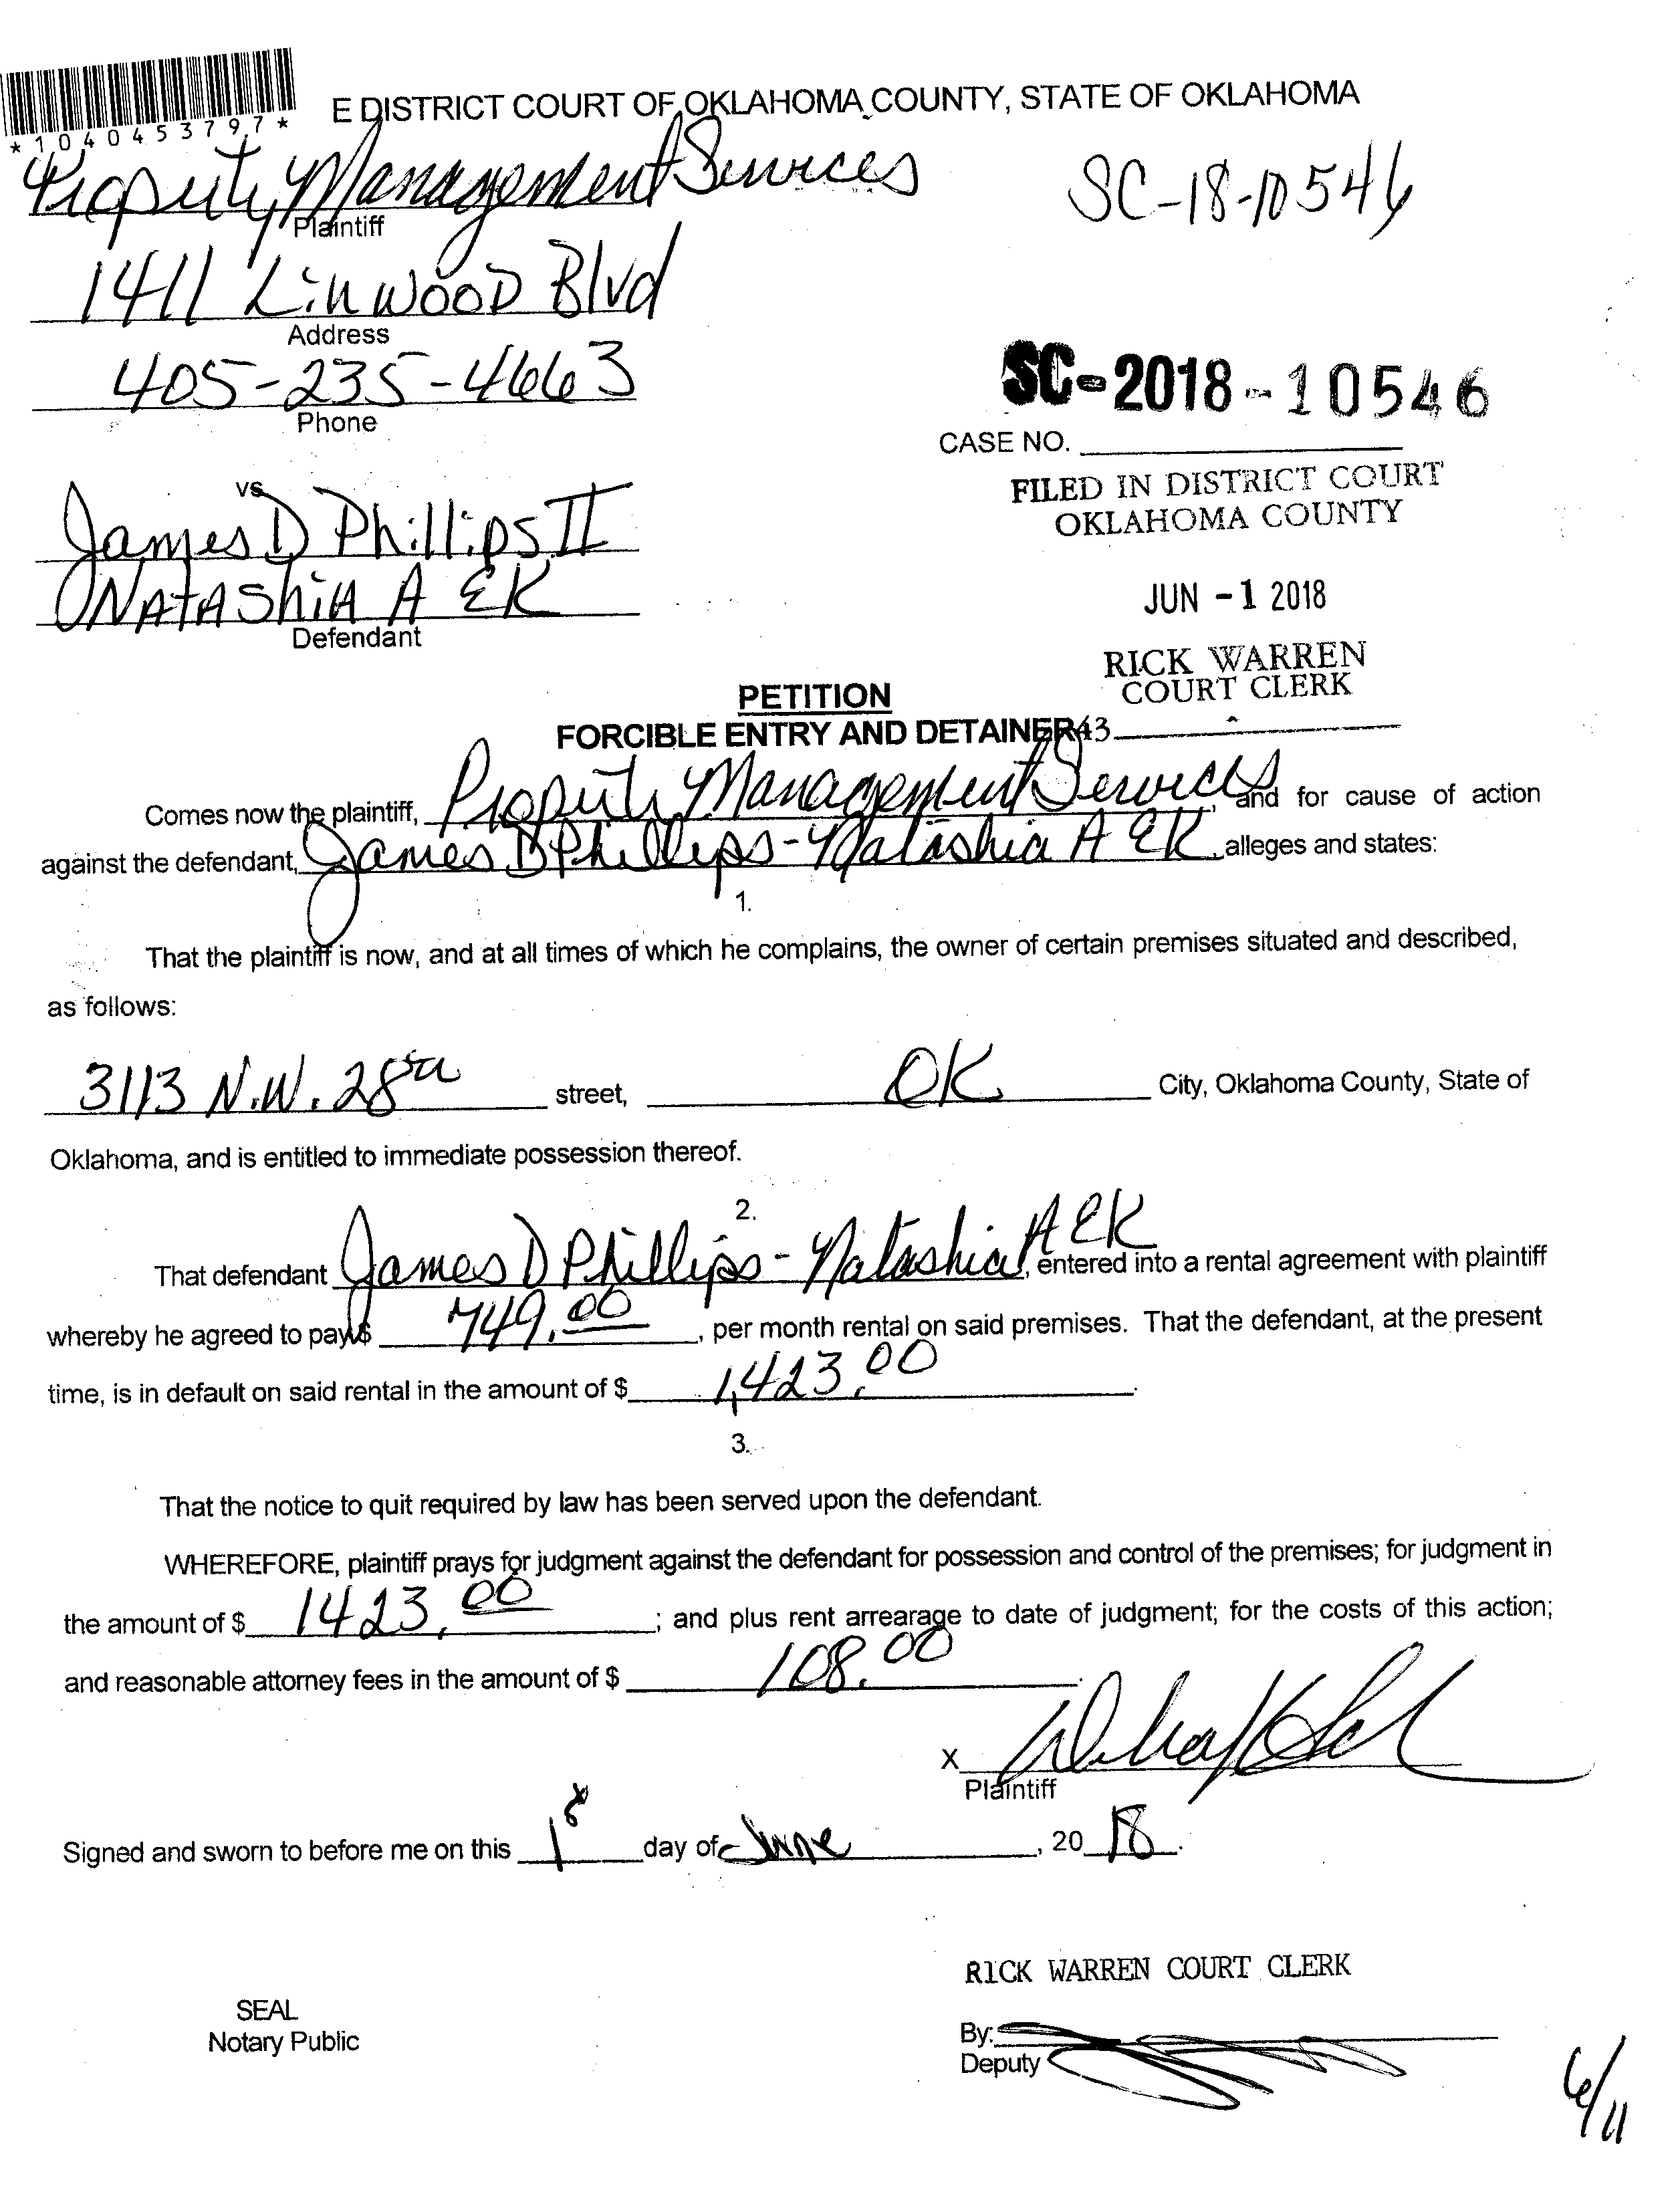 *1040453797*
E DISTRICT COURT OF OKLAHOMA COUNTY, STATE OF OKLAHOMA
Property Management Services
SC-18-10546
Plaintiff
1411 LinwOOD Blvd
Address
405-235-4663
Phone
SC-2018-10546
CASE NO.
FILED IN DISTRICT COURT
OKLAHOMA COUNTY
vs
James D Phillips II
NATAShiA A EK
Defendant
JUN -1 2018
RICK WARREN
COURT CLERK
PETITION
FORCIBLE ENTRY AND DETAINER43
Comes now the plaintiff, Property Management Services, and for cause of action
against the defendant, James D Phillips-Natashia A EK, alleges and states:
1.
That the plaintiff is now, and at all times of which he complains, the owner of certain premises situated and described,
as follows:
3113 N.W. 28th street, OK City, Oklahoma County, State of
Oklahoma, and is entitled to immediate possession thereof.
2.
That defendant James D Phillips-Natashia A EK, entered into a rental agreement with plaintiff
whereby he agreed to pay $ 749.00, per month rental on said premises. That the defendant, at the present
time, is in default on said rental in the amount of $ 1,423.00.
3.
That the notice to quit required by law has been served upon the defendant.
WHEREFORE, plaintiff prays for judgment against the defendant for possession and control of the premises; for judgment in
the amount of $ 1423.00; and plus rent arrearage to date of judgment; for the costs of this action;
and reasonable attorney fees in the amount of $ 108.00.
X
Plaintiff
Signed and sworn to before me on this 1st day of June, 20 18.
RICK WARREN COURT CLERK
SEAL
Notary Public
By:
Deputy
6/11